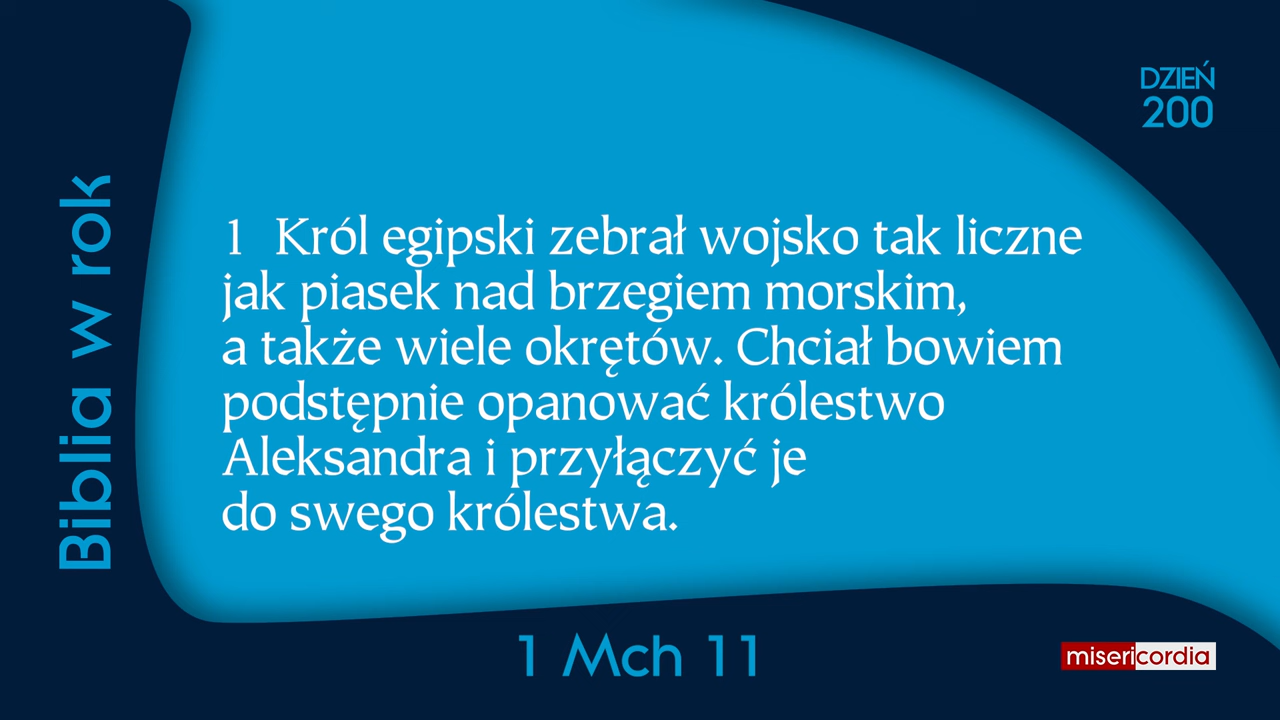 DZIEŃ
200
Biblia w rok
1 Król egipski zebrał wojsko tak liczne
jak piasek nad brzegiem morskim,
a także wiele okrętów. Chciał bowiem
podstępnie opanować królestwo
Aleksandra i przyłączyć je
do swego królestwa.
1 Mch 11
misericordia